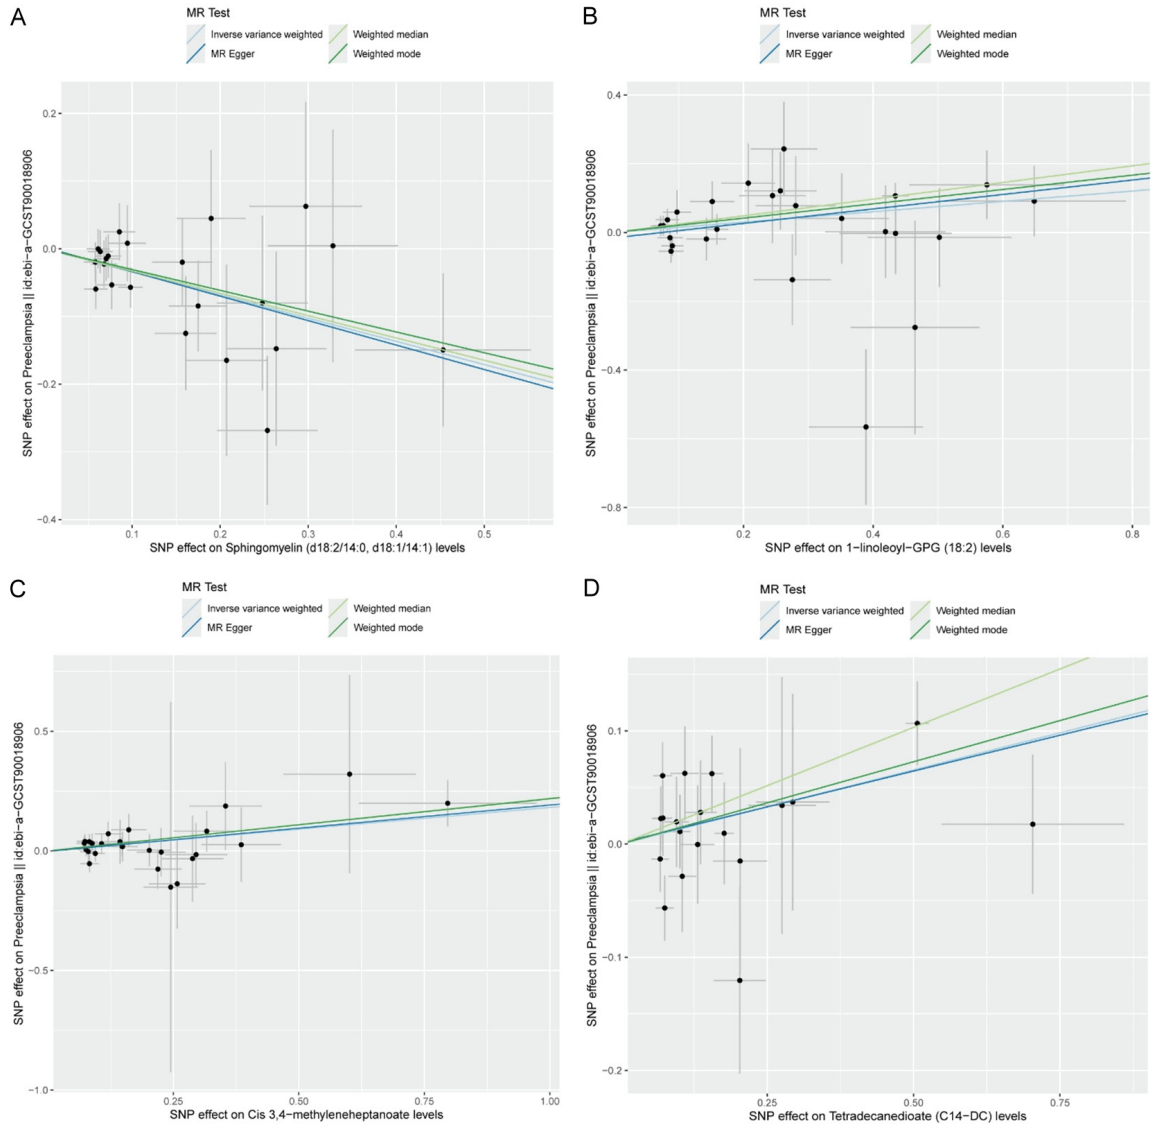 A
MR Test
Inverse variance weighted
Weighted median
MR Egger
Weighted mode
SNP effect on Preeclampsia || id:ebi−a−GCST90018906
0.2
0.0
−0.2
−0.4
0.1
0.2
0.3
0.4
0.5
SNP effect on Sphingomyelin (d18:2/14:0, d18:1/14:1) levels
B
MR Test
Inverse variance weighted
Weighted median
MR Egger
Weighted mode
SNP effect on Preeclampsia || id:ebi−a−GCST90018906
0.4
0.0
−0.4
−0.8
0.2
0.4
0.6
0.8
SNP effect on 1−linoleoyl−GPG (18:2) levels
C
MR Test
Inverse variance weighted
Weighted median
MR Egger
Weighted mode
SNP effect on Preeclampsia || id:ebi−a−GCST90018906
0.5
0.0
−0.5
−1.0
0.25
0.50
0.75
1.00
SNP effect on Cis 3,4−methyleneheptanoate levels
D
MR Test
Inverse variance weighted
Weighted median
MR Egger
Weighted mode
SNP effect on Preeclampsia || id:ebi−a−GCST90018906
0.1
0.0
−0.1
−0.2
0.25
0.50
0.75
SNP effect on Tetradecanedioate (C14−DC) levels